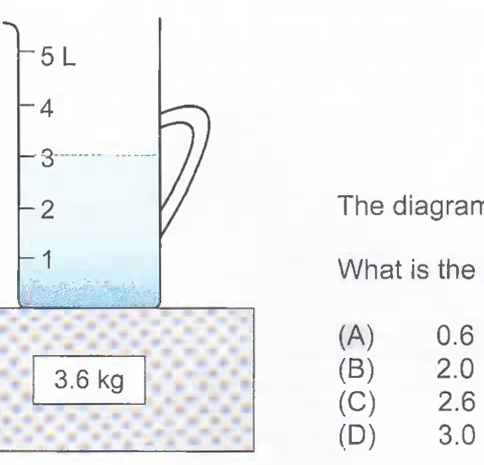 5 L
4
3
2
1
3.6 kg
The diagram
What is the
(A) 0.6
(B) 2.0
(C) 2.6
(D) 3.0